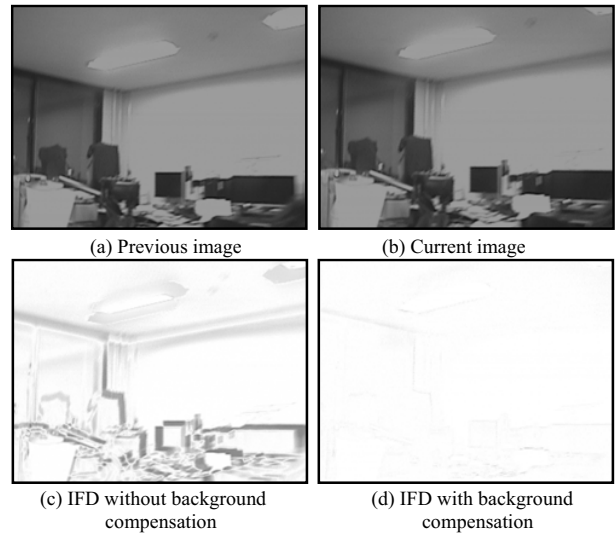 (a) Previous image
(b) Current image
(c) IFD without background
compensation
(d) IFD with background
compensation